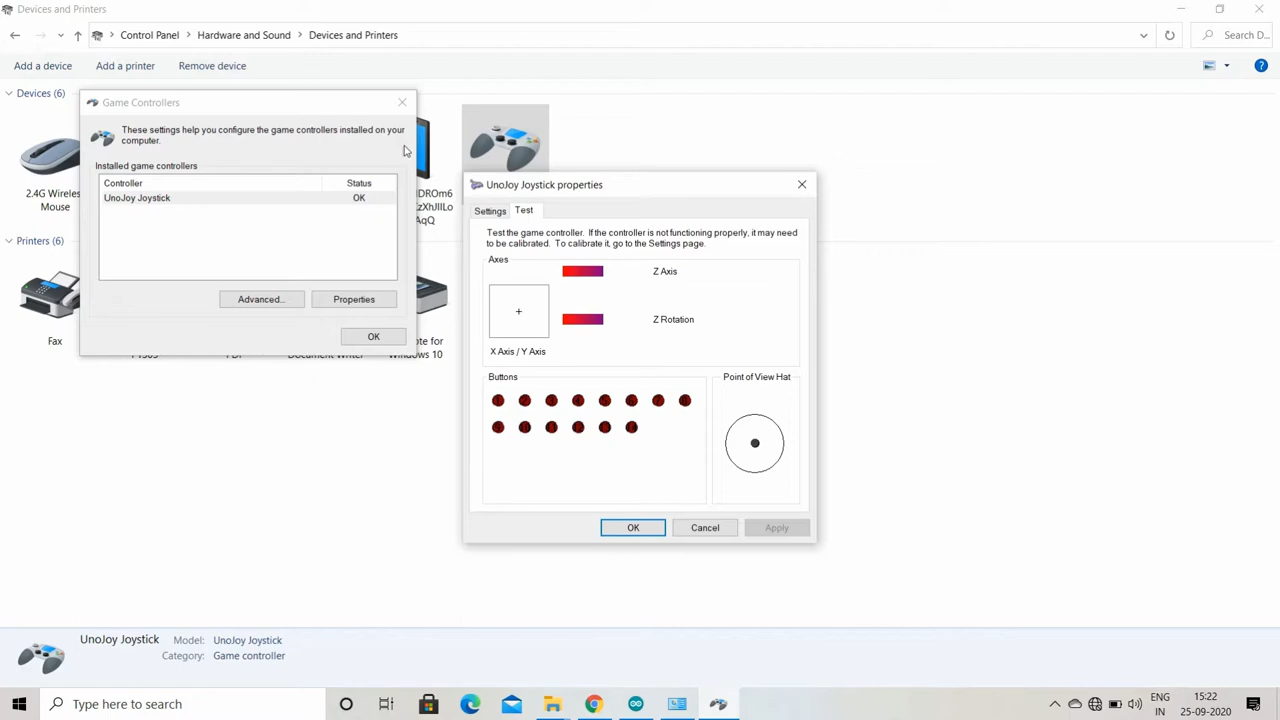 Devices and Printers
Control Panel
Hardware and Sound
Devices and Printers
Search D...
Add a device
Add a printer
Remove device
Devices (6)
2.4G Wireless
Mouse
Game Controllers
These settings help you configure the game controllers installed on your
computer.
Installed game controllers
Controller
Status
UnoJoy Joystick
OK
Advanced...
Properties
OK
UnoJoy Joystick properties
Settings
Test
Test the game controller. If the controller is not functioning properly, it may need
to be calibrated. To calibrate it, go to the Settings page.
Axes
Z Axis
Z Rotation
X Axis / Y Axis
Buttons
Point of View Hat
OK
Cancel
Apply
Printers (6)
Fax
Document Writer
Windows 10
UnoJoy Joystick
Model: UnoJoy Joystick
Category: Game controller
Type here to search
ENG
IN
15:22
25-09-2020